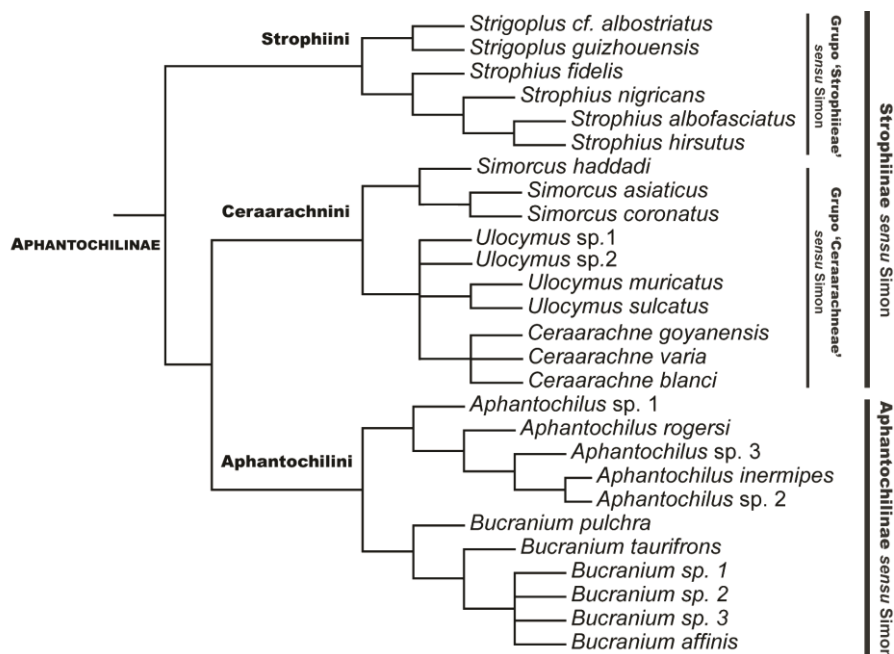 Strophiini
Strigoplus cf. albostriatus
Strigoplus guizhouensis
Strophius fidelis
Strophius nigricans
Strophius albofasciatus
Strophius hirsutus
Ceraarachnini
Simorcus haddadi
Simorcus asiaticus
Simorcus coronatus
APHANTOCHILINAE
Ulocymus sp.1
Ulocymus sp.2
Ulocymus muricatus
Ulocymus sulcatus
Ceraarachne goyanensis
Ceraarachne varia
Ceraarachne blanci
Aphantochilini
Aphantochilus sp. 1
Aphantochilus rogersi
Aphantochilus sp. 3
Aphantochilus inermipes
Aphantochilus sp. 2
Bucranium pulchra
Bucranium taurifrons
Bucranium sp. 1
Bucranium sp. 2
Bucranium sp. 3
Bucranium affinis
Grupo 'Strophiieae'
sensu Simon
Grupo 'Ceraarachneae'
sensu Simon
Strophiinae sensu Simon
Aphantochilinae sensu Simon